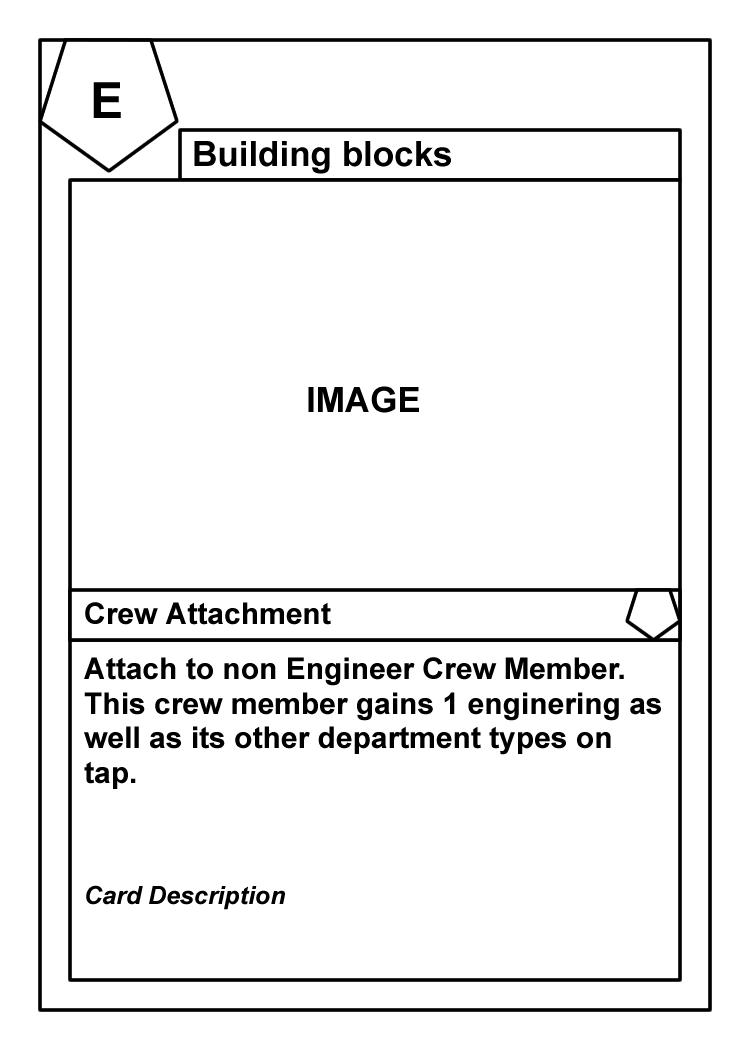 E
Building blocks
IMAGE
Crew Attachment
Attach to non Engineer Crew Member.
This crew member gains 1 enginering as
well as its other department types on
tap.
Card Description